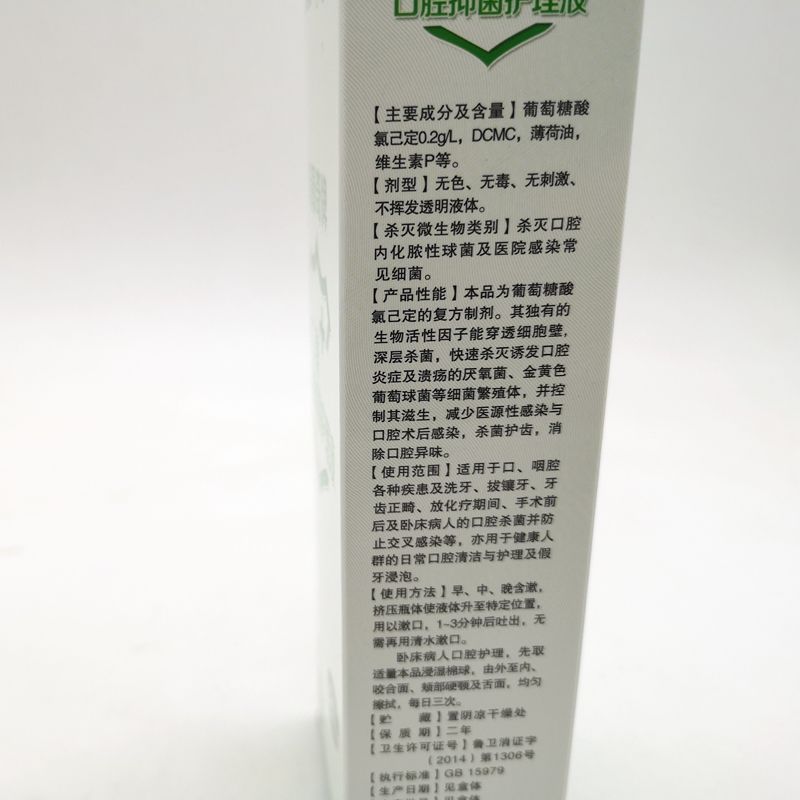 口腔抑菌护理液
【主要成分及含量】葡萄糖酸
氯己定0.2g/L，DCMC，薄荷油，
维生素P等。
【剂型】无色、无毒、无刺激、
不挥发透明液体。
【杀灭微生物类别】杀灭口腔
内化脓性球菌及医院感染常
见细菌。
【产品性能】本品为葡萄糖酸
氯己定的复方制剂。其独有的
生物活性因子能穿透细胞壁，
深层杀菌，快速杀灭诱发口腔
炎症及溃疡的厌氧菌、金黄色
葡萄球菌等细菌繁殖体，并控
制其滋生，减少医源性感染与
口腔术后感染，杀菌护齿，消
除口腔异味。
【使用范围】适用于口、咽腔
各种疾患及洗牙、拔镶牙、牙
齿正畸、放化疗期间、手术前
后及卧床病人的口腔杀菌并防
止交叉感染等，亦用于健康人
群的日常口腔清洁与护理及假
牙浸泡。
【使用方法】早、中、晚含漱，
挤压瓶体使液体升至特定位置，
用以漱口，1~3分钟后吐出，无
需再用清水漱口。
卧床病人口腔护理，先取
适量本品浸湿棉球，由外至内、
咬合面、颊部硬颚及舌面，均匀
擦拭，每日三次。
【贮 藏】置阴凉干燥处
【保质期】二年
【卫生许可证号】鲁卫消证字
（2014）第1306号
【执行标准】GB 15979
【生产日期】见盒体